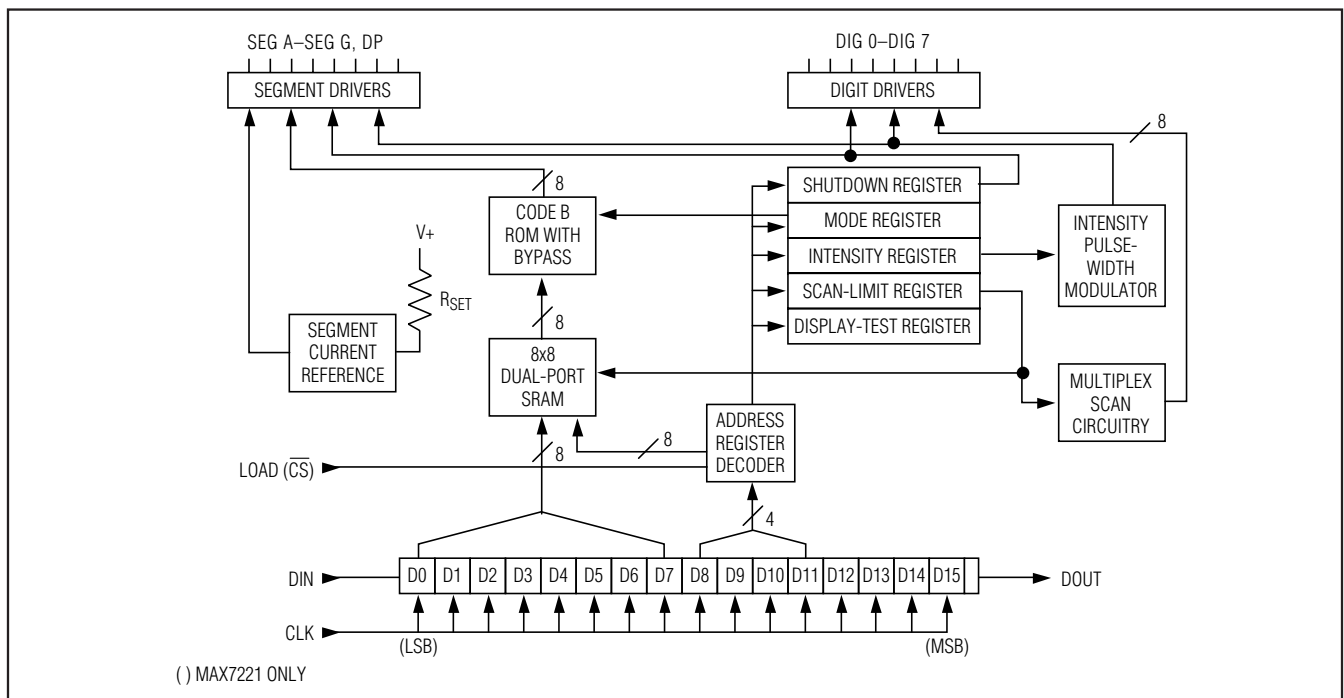 SEG A–SEG G, DP
DIG 0–DIG 7
SEGMENT DRIVERS
DIGIT DRIVERS
8
8
SHUTDOWN REGISTER
MODE REGISTER
INTENSITY REGISTER
SCAN-LIMIT REGISTER
DISPLAY-TEST REGISTER
CODE B
ROM WITH
BYPASS
INTENSITY
PULSE-
WIDTH
MODULATOR
V+
RSET
SEGMENT
CURRENT
REFERENCE
8
8x8
DUAL-PORT
SRAM
MULTIPLEX
SCAN
CIRCUITRY
ADDRESS
REGISTER
DECODER
8
8
LOAD (C̅S̅)
4
DIN
D0 D1 D2 D3 D4 D5 D6 D7 D8 D9 D10 D11 D12 D13 D14 D15
DOUT
CLK
(LSB)
(MSB)
( ) MAX7221 ONLY